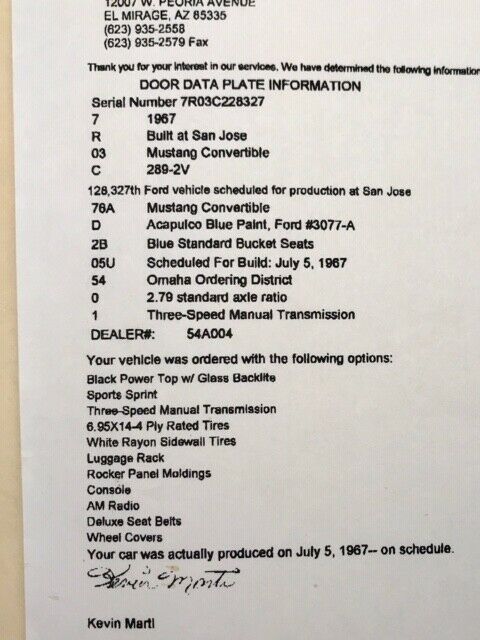 12007 W. PEORIA AVENUE
EL MIRAGE, AZ 85335
(623) 935-2558
(623) 935-2579 Fax
Thank you for your interest in our services. We have determined the following information
DOOR DATA PLATE INFORMATION
Serial Number 7R03C228327
7 1967
R Built at San Jose
03 Mustang Convertible
C 289-2V
128,327th Ford vehicle scheduled for production at San Jose
76A Mustang Convertible
D Acapulco Blue Paint, Ford #3077-A
2B Blue Standard Bucket Seats
05U Scheduled For Build: July 5, 1967
54 Omaha Ordering District
0 2.79 standard axle ratio
1 Three-Speed Manual Transmission
DEALER#: 54A004
Your vehicle was ordered with the following options:
Black Power Top w/ Glass Backlite
Sports Sprint
Three-Speed Manual Transmission
6.95X14-4 Ply Rated Tires
White Rayon Sidewall Tires
Luggage Rack
Rocker Panel Moldings
Console
AM Radio
Deluxe Seat Belts
Wheel Covers
Your car was actually produced on July 5, 1967-- on schedule.
Kevin Marti
Kevin Marti